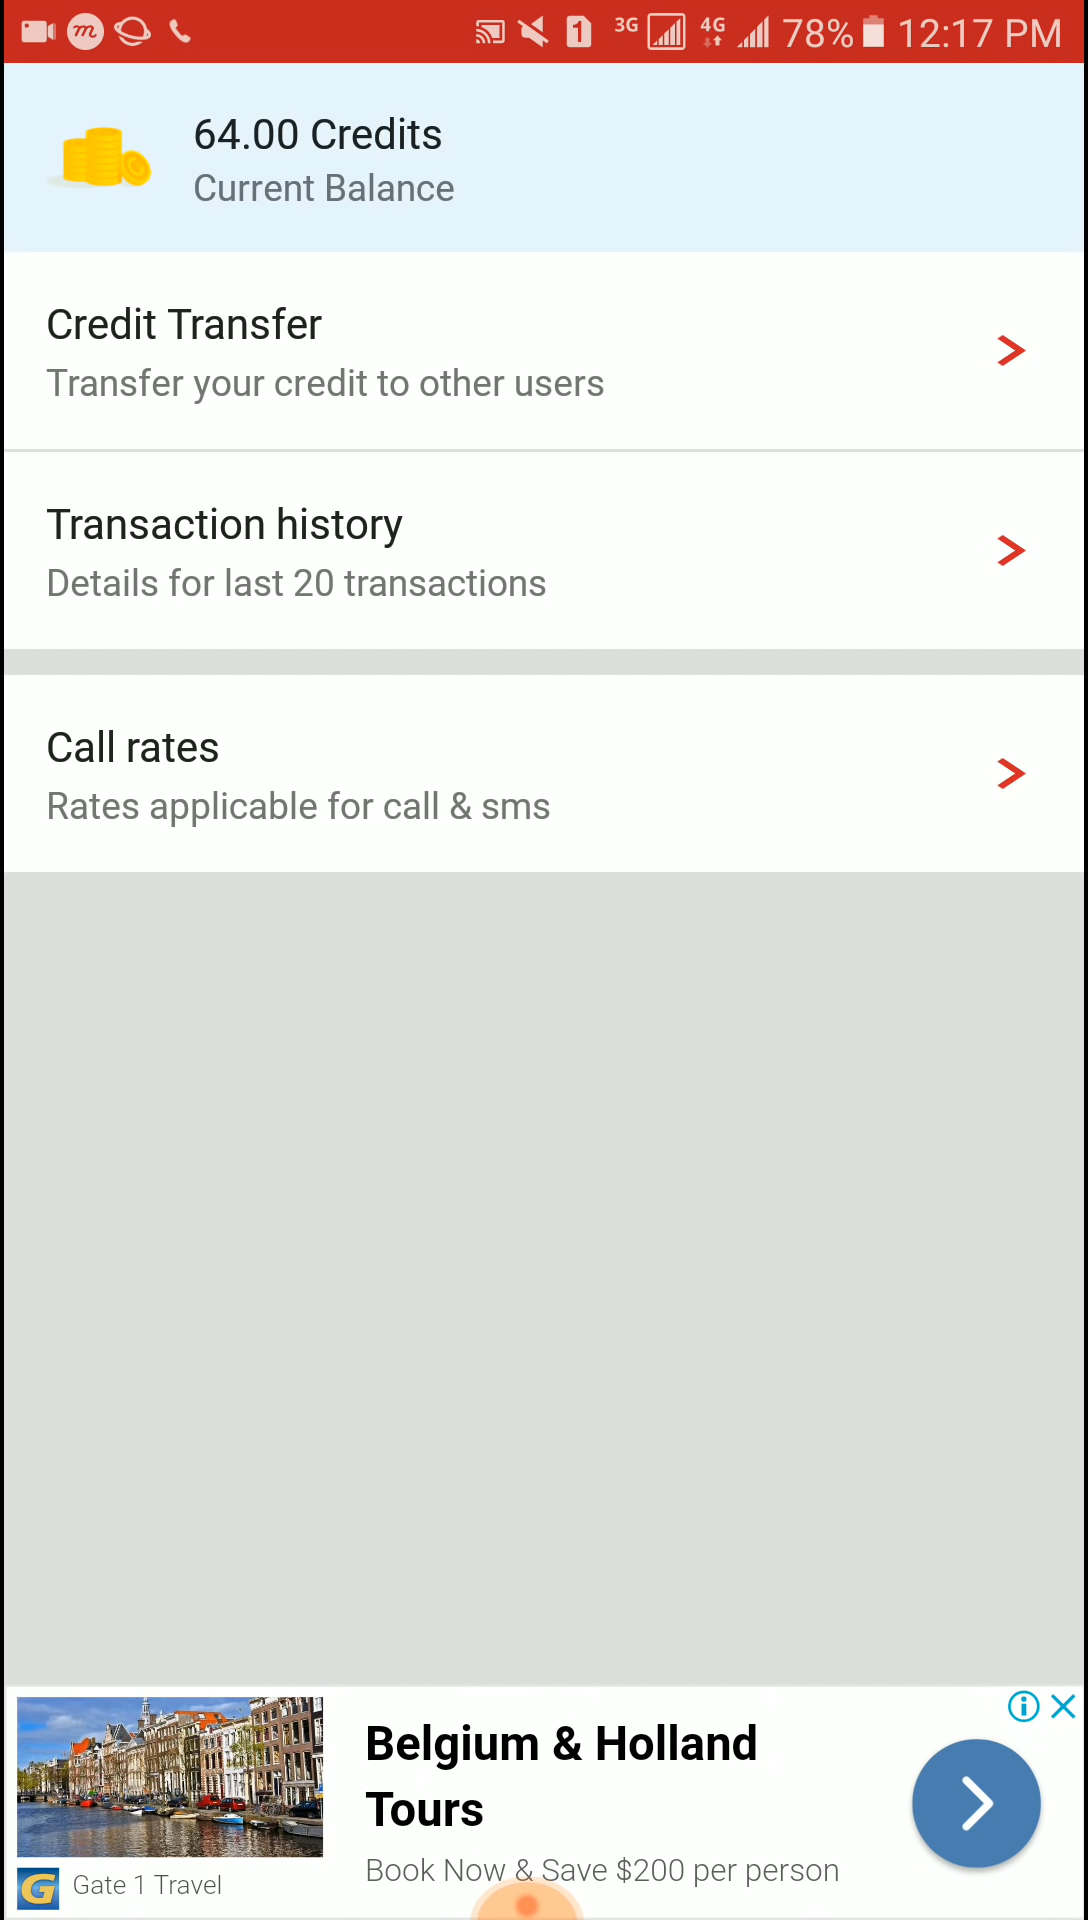 m 1 3G 4G 78% 12:17 PM
64.00 Credits
Current Balance
Credit Transfer
Transfer your credit to other users
Transaction history
Details for last 20 transactions
Call rates
Rates applicable for call & sms
Belgium & Holland
Tours
Book Now & Save $200 per person
G Gate 1 Travel